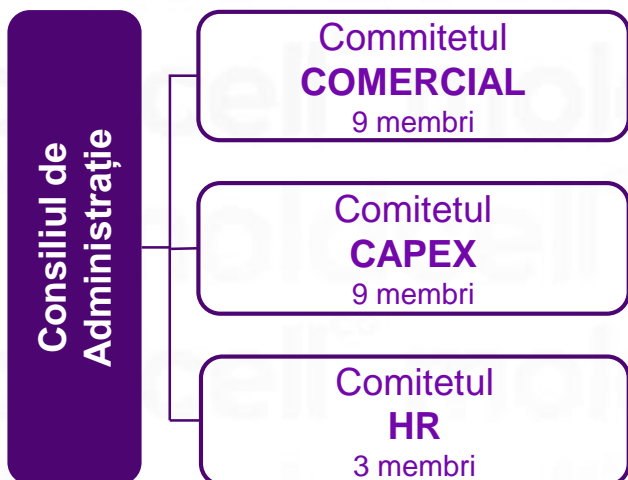 Consiliul de
Administrație
Commitetul
COMERCIAL
9 membri
Comitetul
CAPEX
9 membri
Comitetul
HR
3 membri